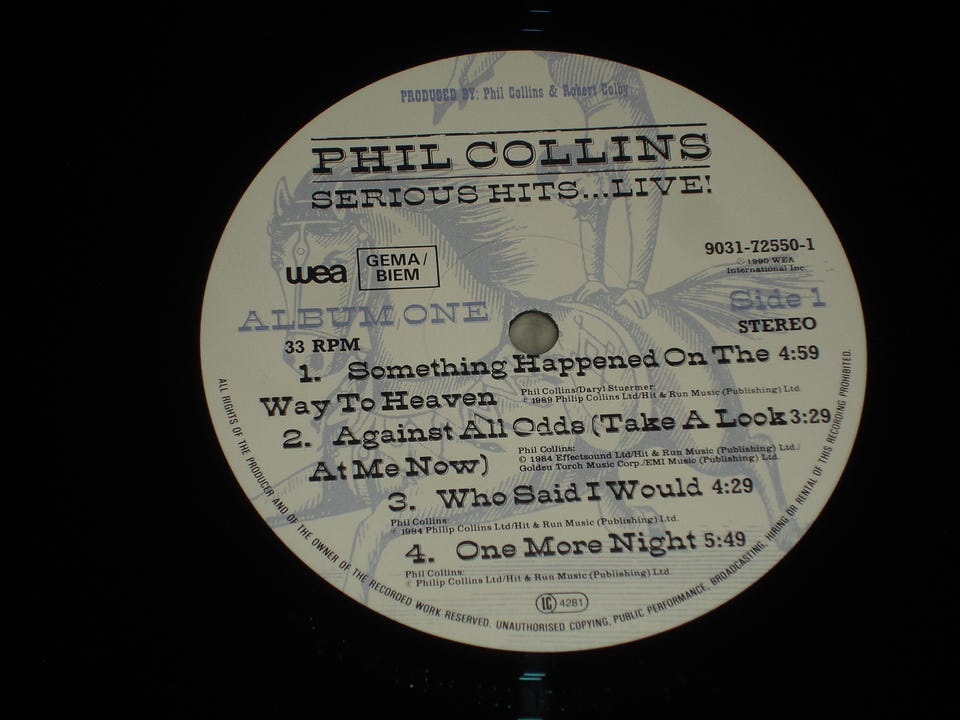 PRODUCED BY: Phil Collins & Robert Colby
PHIL COLLINS
SERIOUS HITS...LIVE!
wea
GEMA/
BIEM
9031-72550-1
℗ 1990 WEA
International Inc.
ALBUM ONE
Side 1
33 RPM
STEREO
1. Something Happened On The 4:59
Way To Heaven
Phil Collins/Daryl Stuermer:
© 1989 Philip Collins Ltd/Hit & Run Music (Publishing) Ltd
2. Against All Odds (Take A Look 3:29
At Me Now)
Phil Collins:
© 1984 Effectsound Ltd/Hit & Run Music (Publishing) Ltd./
Golden Torch Music Corp./EMI Music (Publishing) Ltd.
3. Who Said I Would 4:29
Phil Collins:
© 1984 Philip Collins Ltd/Hit & Run Music (Publishing) Ltd.
4. One More Night 5:49
Phil Collins:
© Philip Collins Ltd/Hit & Run Music (Publishing) Ltd.
LC 4281
ALL RIGHTS OF THE PRODUCER AND OF THE OWNER OF THE RECORDED WORK RESERVED. UNAUTHORISED COPYING, PUBLIC PERFORMANCE, BROADCASTING, HIRING OR RENTAL OF THIS RECORDING PROHIBITED.